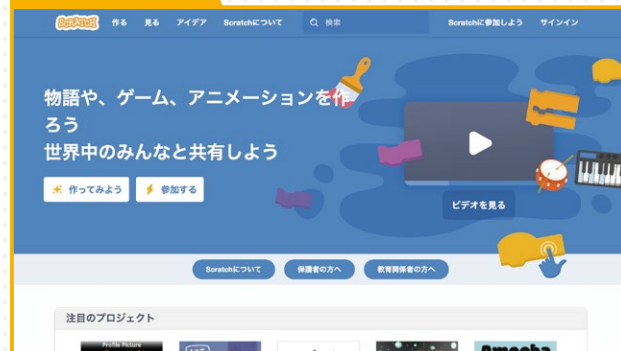 SCRATCH 作る 見る アイデア Scratchについて 検索 Scratchに参加しよう サインイン
物語や、ゲーム、アニメーションを作
ろう
世界中のみんなと共有しよう
作ってみよう 参加する
ビデオを見る
Scratchについて 保護者の方へ 教育関係者の方へ
注目のプロジェクト
Profile Picture
Amoeba